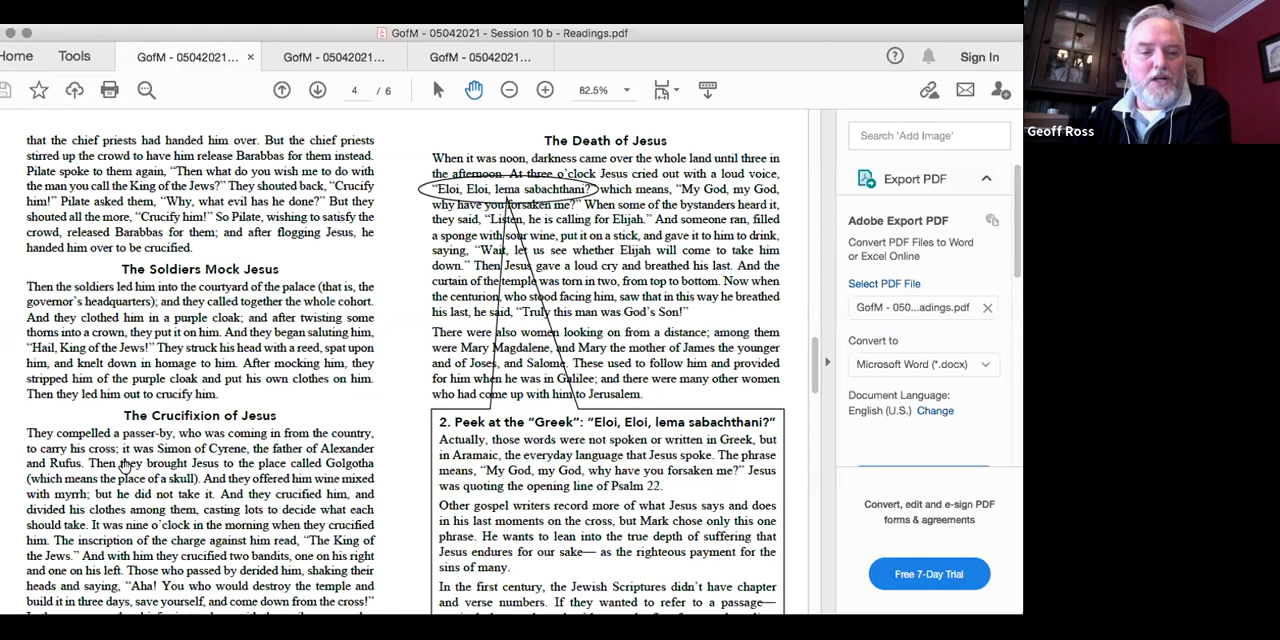 GofM - 05042021 - Session 10 b - Readings.pdf
Home
Tools
GofM - 05042021... ×
GofM - 05042021...
GofM - 05042021...
Sign In
4 / 6
82.5%
that the chief priests had handed him over. But the chief priests
stirred up the crowd to have him release Barabbas for them instead.
Pilate spoke to them again, “Then what do you wish me to do with
the man you call the King of the Jews?” They shouted back, “Crucify
him!” Pilate asked them, “Why, what evil has he done?” But they
shouted all the more, “Crucify him!” So Pilate, wishing to satisfy the
crowd, released Barabbas for them; and after flogging Jesus, he
handed him over to be crucified.
The Soldiers Mock Jesus
Then the soldiers led him into the courtyard of the palace (that is, the
governor’s headquarters); and they called together the whole cohort.
And they clothed him in a purple cloak; and after twisting some
thorns into a crown, they put it on him. And they began saluting him,
“Hail, King of the Jews!” They struck his head with a reed, spat upon
him, and knelt down in homage to him. After mocking him, they
stripped him of the purple cloak and put his own clothes on him.
Then they led him out to crucify him.
The Crucifixion of Jesus
They compelled a passer-by, who was coming in from the country,
to carry his cross; it was Simon of Cyrene, the father of Alexander
and Rufus. Then they brought Jesus to the place called Golgotha
(which means the place of a skull). And they offered him wine mixed
with myrrh; but he did not take it. And they crucified him, and
divided his clothes among them, casting lots to decide what each
should take. It was nine o’clock in the morning when they crucified
him. The inscription of the charge against him read, “The King of
the Jews.” And with him they crucified two bandits, one on his right
and one on his left. Those who passed by derided him, shaking their
heads and saying, “Aha! You who would destroy the temple and
build it in three days, save yourself, and come down from the cross!”
The Death of Jesus
When it was noon, darkness came over the whole land until three in
the afternoon. At three o’clock Jesus cried out with a loud voice,
“Eloi, Eloi, lema sabachthani?” which means, “My God, my God,
why have you forsaken me?” When some of the bystanders heard it,
they said, “Listen, he is calling for Elijah.” And someone ran, filled
a sponge with sour wine, put it on a stick, and gave it to him to drink,
saying, “Wait, let us see whether Elijah will come to take him
down.” Then Jesus gave a loud cry and breathed his last. And the
curtain of the temple was torn in two, from top to bottom. Now when
the centurion, who stood facing him, saw that in this way he breathed
his last, he said, “Truly this man was God’s Son!”
There were also women looking on from a distance; among them
were Mary Magdalene, and Mary the mother of James the younger
and of Joses, and Salome. These used to follow him and provided
for him when he was in Galilee; and there were many other women
who had come up with him to Jerusalem.
2. Peek at the “Greek”: “Eloi, Eloi, lema sabachthani?”
Actually, those words were not spoken or written in Greek, but
in Aramaic, the everyday language that Jesus spoke. The phrase
means, “My God, my God, why have you forsaken me?” Jesus
was quoting the opening line of Psalm 22.
Other gospel writers record more of what Jesus says and does
in his last moments on the cross, but Mark chose only this one
phrase. He wants to lean into the true depth of suffering that
Jesus endures for our sake— as the righteous payment for the
sins of many.
In the first century, the Jewish Scriptures didn’t have chapter
and verse numbers. If they wanted to refer to a passage—
Search 'Add Image'
Export PDF
Adobe Export PDF
Convert PDF Files to Word
or Excel Online
Select PDF File
GofM - 050...adings.pdf
Convert to
Microsoft Word (*.docx)
Document Language:
English (U.S.) Change
Convert, edit and e-sign PDF
forms & agreements
Free 7-Day Trial
Geoff Ross